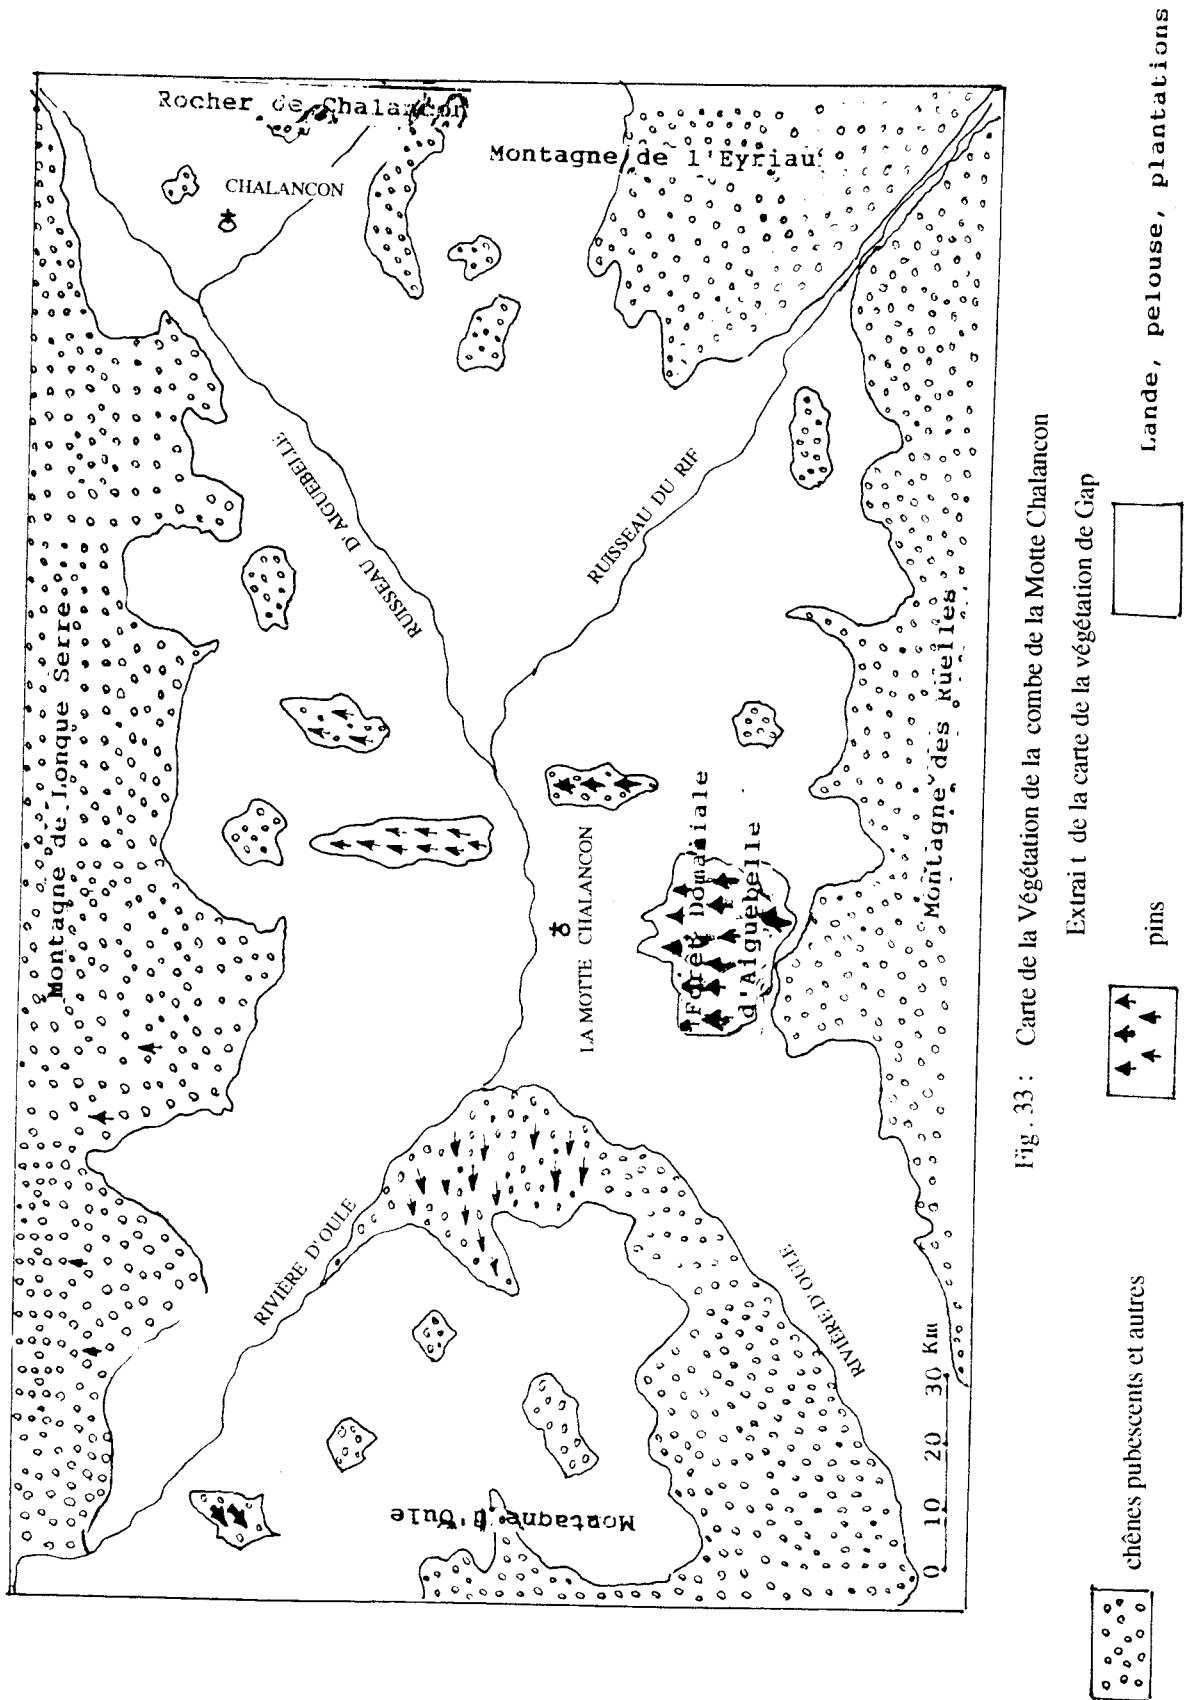 Rocher de Chalancon
CHALANCON
Montagne de l'Eyriau
Montagne de Lonque Serre
RUISSEAU D'AIGUEBELLE
RUISSEAU DU RIF
LA MOTTE CHALANCON
Forêt Domaniale
d'Aiguebelle
Montagne des Ruelles
RIVIÈRE D'OULE
RIVIÈRE D'OULE
Montagne d'Oule
0 10 20 30 Km
Fig. 33 : Carte de la Végétation de la combe de la Motte Chalancon
Extrait de la carte de la végétation de Gap
chênes pubescents et autres
pins
Lande, pelouse, plantations